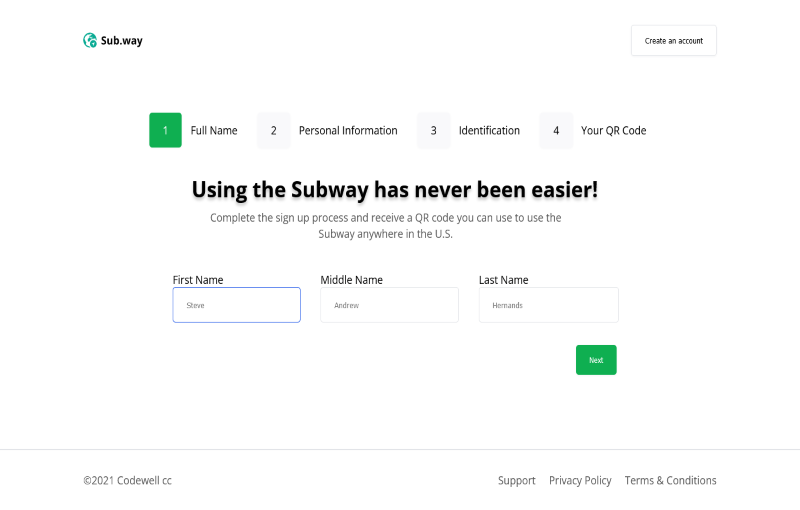 Sub.way
Create an account
1 Full Name 2 Personal Information 3 Identification 4 Your QR Code
Using the Subway has never been easier!
Complete the sign up process and receive a QR code you can use to use the
Subway anywhere in the U.S.
First Name Middle Name Last Name
Steve Andrew Hernands
Next
©2021 Codewell cc Support Privacy Policy Terms & Conditions